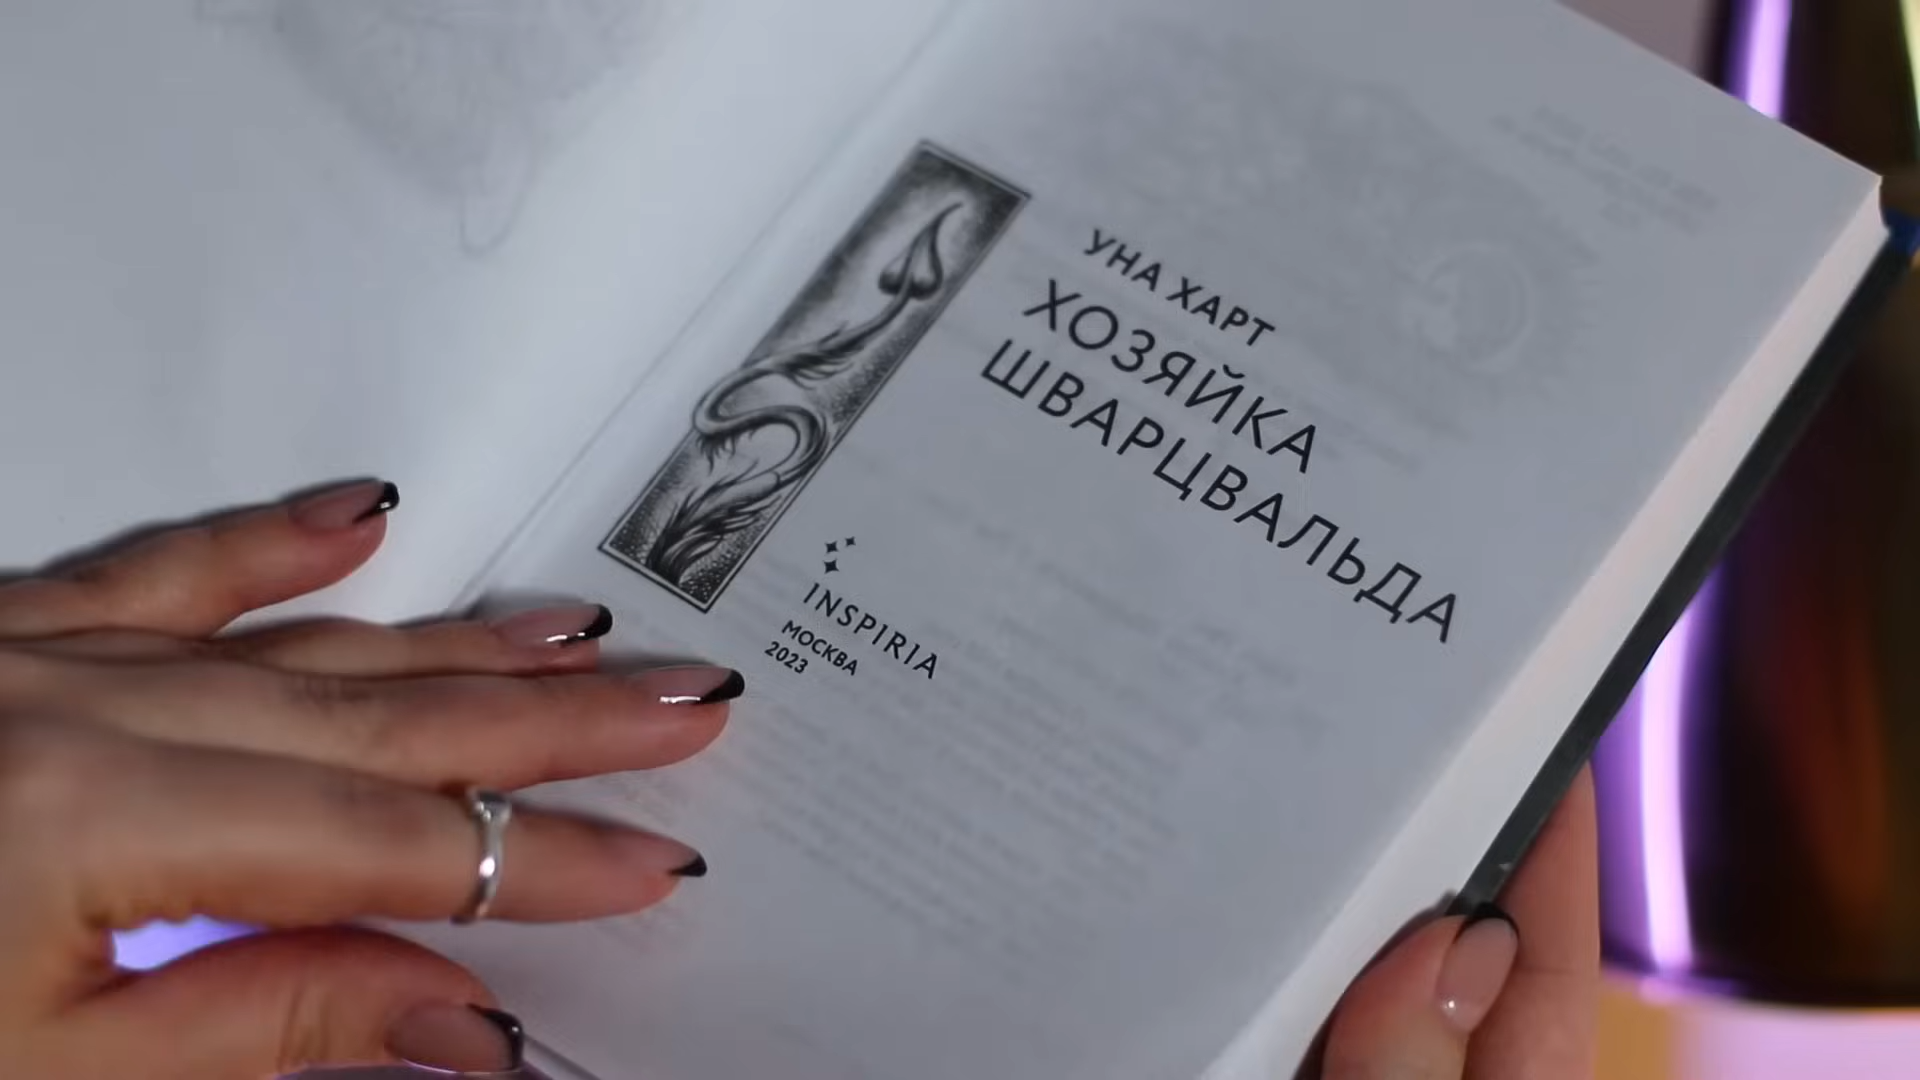 УНА ХАРТ
ХОЗЯЙКА
ШВАРЦВАЛЬДА
INSPIRIA
МОСКВА
2023